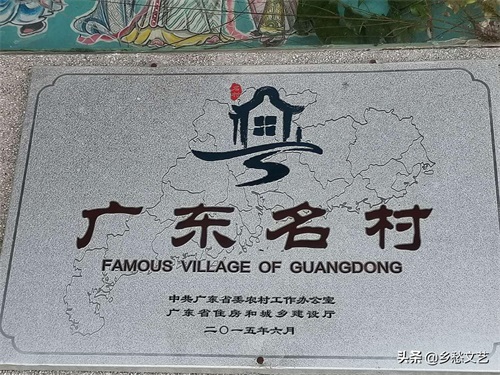 广东名村
FAMOUS VILLAGE OF GUANGDONG
中共广东省委农村工作办公室
广东省住房和城乡建设厅
二〇一五年六月
头条@乡愁文艺